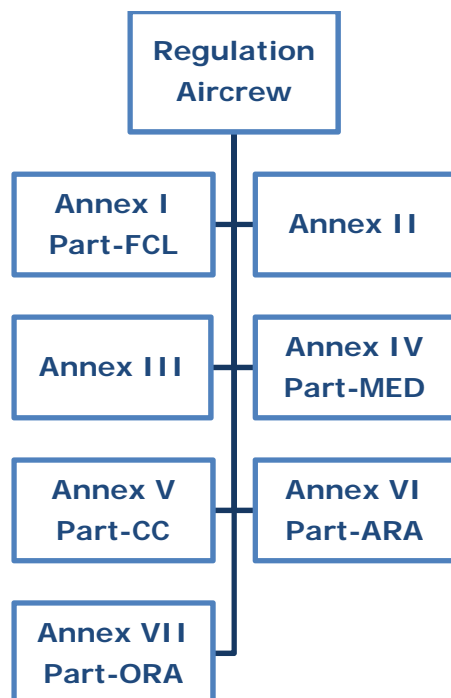 Regulation
Aircrew
Annex I
Part-FCL
Annex II
Annex III
Annex IV
Part-MED
Annex V
Part-CC
Annex VI
Part-ARA
Annex VII
Part-ORA